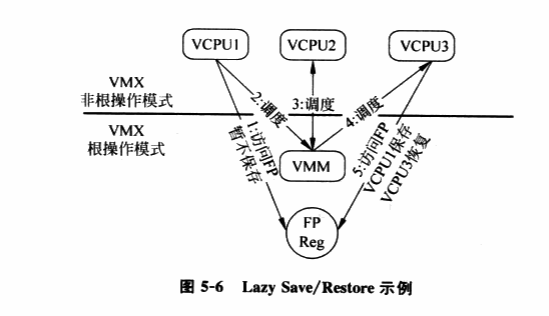 VCPU1
VCPU2
VCPU3
VMX
非根操作模式
2:调度
3:调度
4:调度
VMX
根操作模式
1:访问FP
暂不保存
VMM
5:访问FP
VCPU1保存
VCPU3恢复
FP
Reg
图 5-6 Lazy Save/Restore 示例